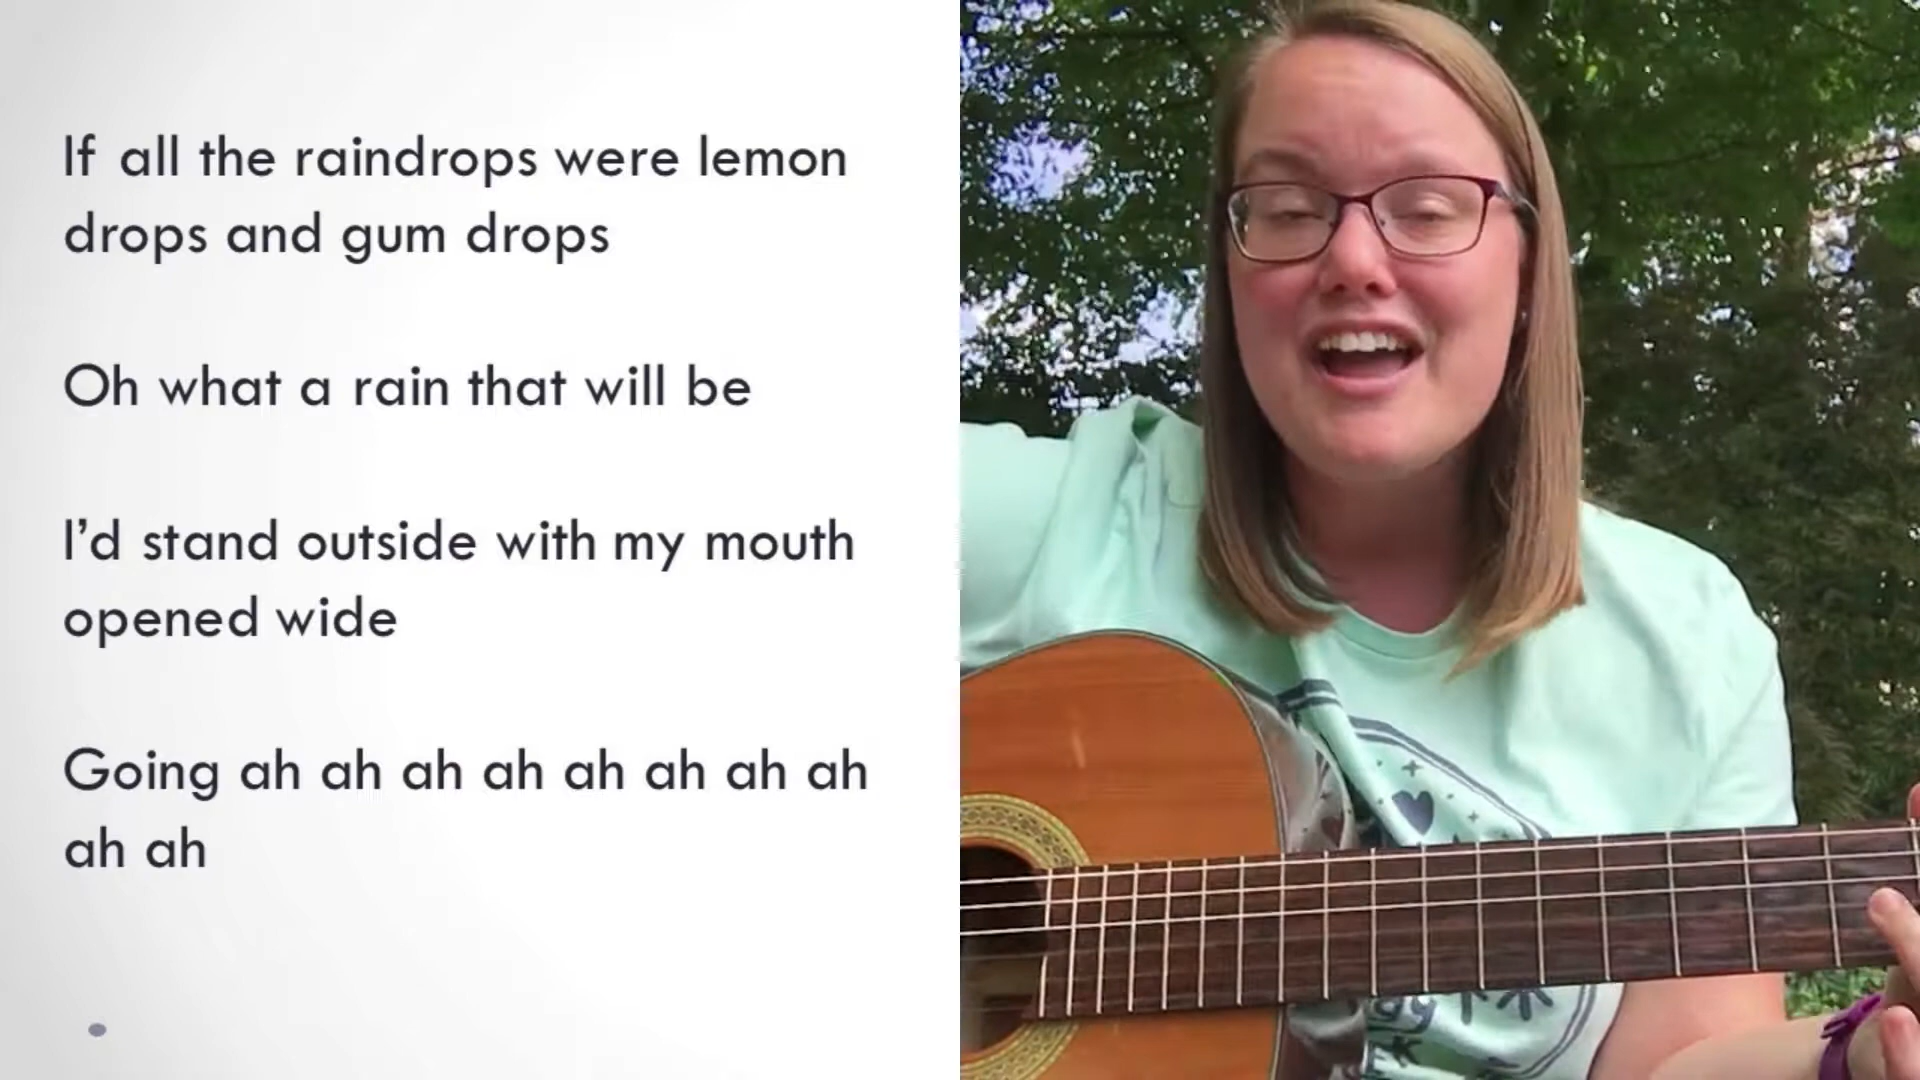 If all the raindrops were lemon
drops and gum drops
Oh what a rain that will be
I'd stand outside with my mouth
opened wide
Going ah ah ah ah ah ah ah ah
ah ah